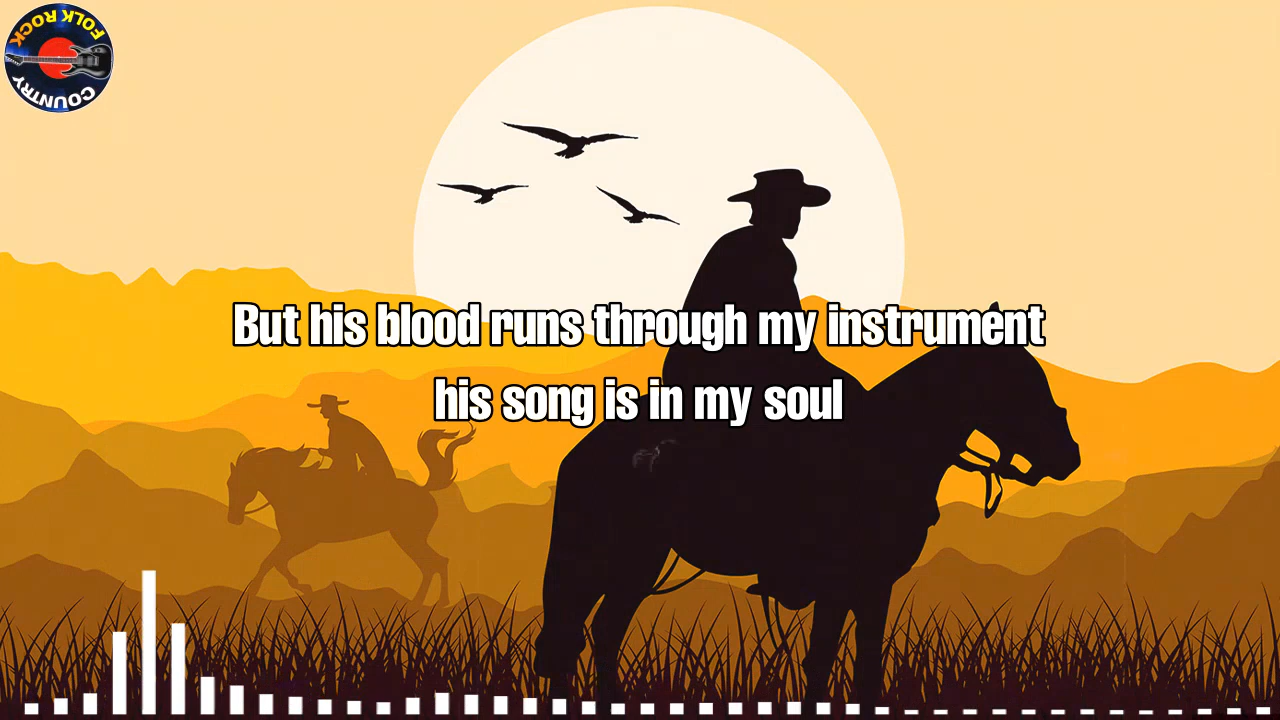 FOLK ROCK
COUNTRY
But his blood runs through my instrument
his song is in my soul